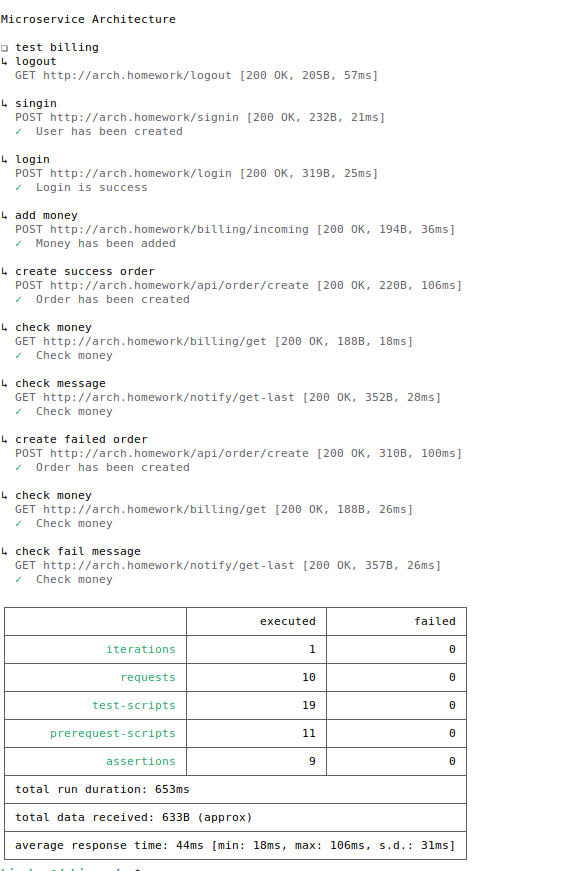 Microservice Architecture
❏ test billing
↳ logout
GET http://arch.homework/logout [200 OK, 205B, 57ms]
↳ singin
POST http://arch.homework/signin [200 OK, 232B, 21ms]
✓ User has been created
↳ login
POST http://arch.homework/login [200 OK, 319B, 25ms]
✓ Login is success
↳ add money
POST http://arch.homework/billing/incoming [200 OK, 194B, 36ms]
✓ Money has been added
↳ create success order
POST http://arch.homework/api/order/create [200 OK, 220B, 106ms]
✓ Order has been created
↳ check money
GET http://arch.homework/billing/get [200 OK, 188B, 18ms]
✓ Check money
↳ check message
GET http://arch.homework/notify/get-last [200 OK, 352B, 28ms]
✓ Check money
↳ create failed order
POST http://arch.homework/api/order/create [200 OK, 310B, 100ms]
✓ Order has been created
↳ check money
GET http://arch.homework/billing/get [200 OK, 188B, 26ms]
✓ Check money
↳ check fail message
GET http://arch.homework/notify/get-last [200 OK, 357B, 26ms]
✓ Check money
executed failed
iterations 1 0
requests 10 0
test-scripts 19 0
prerequest-scripts 11 0
assertions 9 0
total run duration: 653ms
total data received: 633B (approx)
average response time: 44ms [min: 18ms, max: 106ms, s.d.: 31ms]